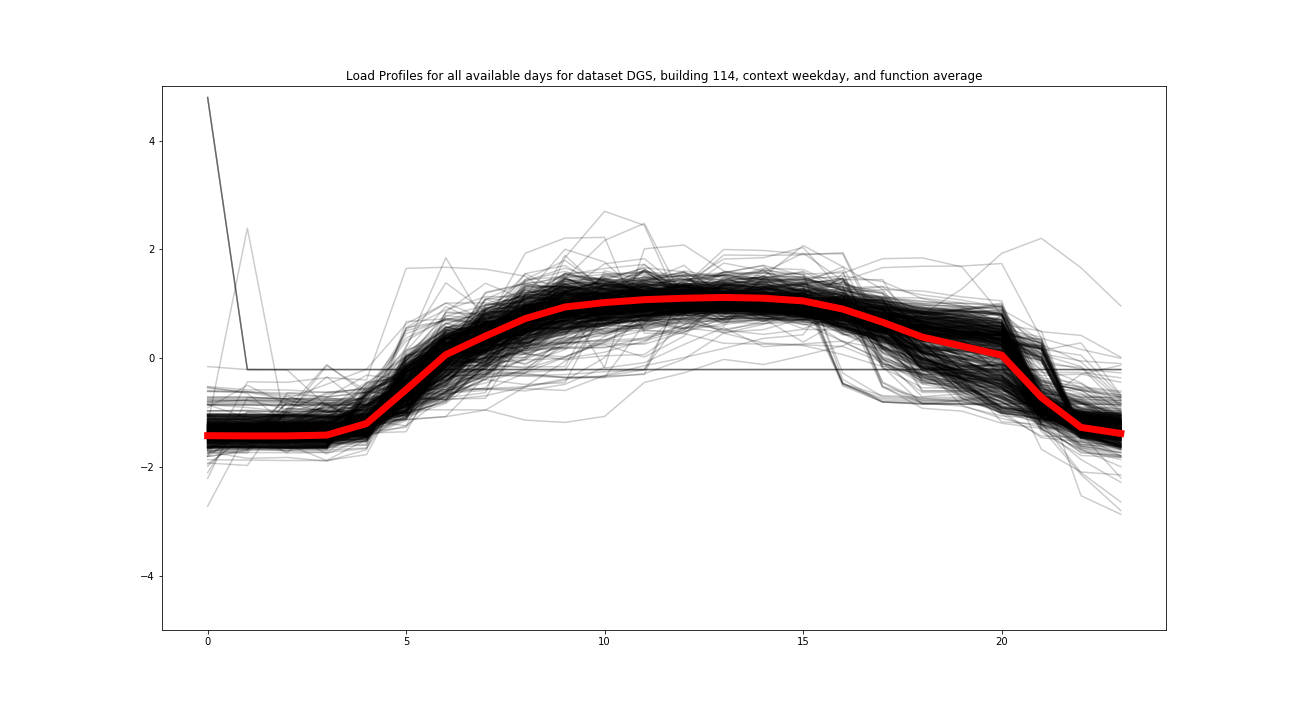 Load Profiles for all available days for dataset DGS, building 114, context weekday, and function average
4
2
0
−2
−4
0 5 10 15 20